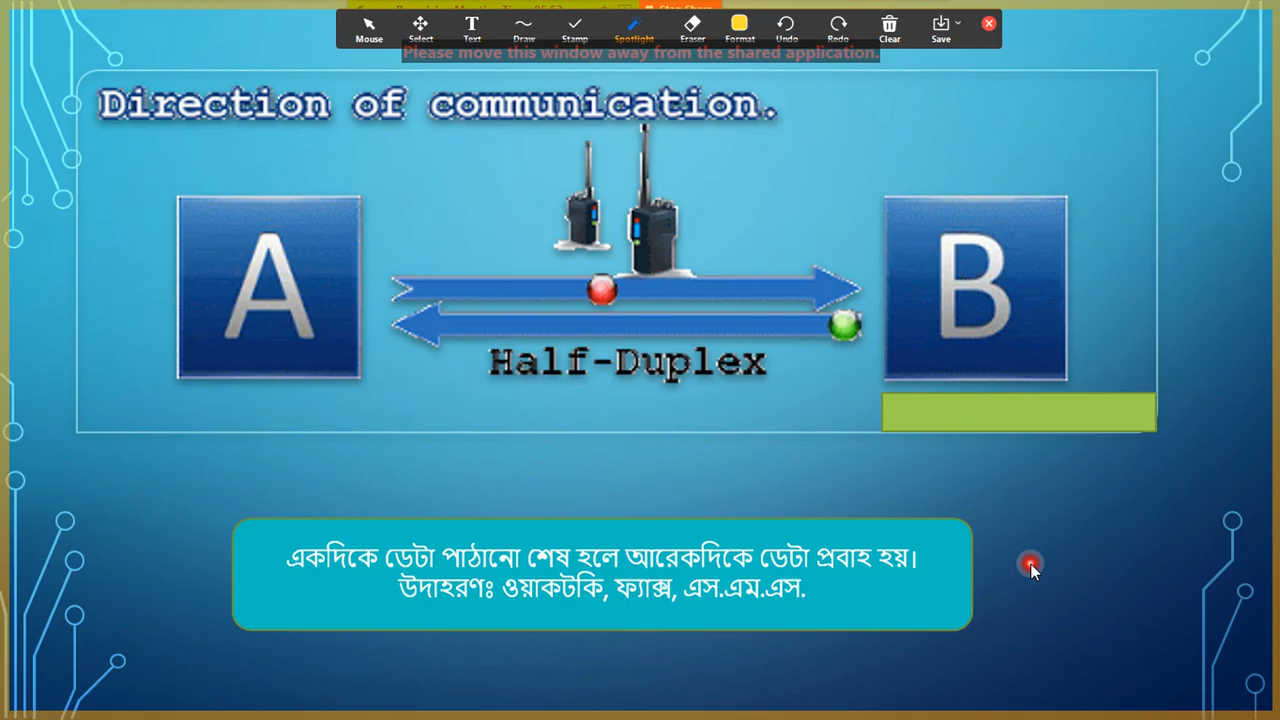 Mouse Select Text Draw Stamp Spotlight Eraser Format Undo Redo Clear Save
Please move this window away from the shared application.
Direction of communication.
A
B
Half-Duplex
একদিকে ডেটা পাঠানো শেষ হলে আরেকদিকে ডেটা প্রবাহ হয়।
উদাহরণঃ ওয়াকটকি, ফ্যাক্স, এস.এম.এস.